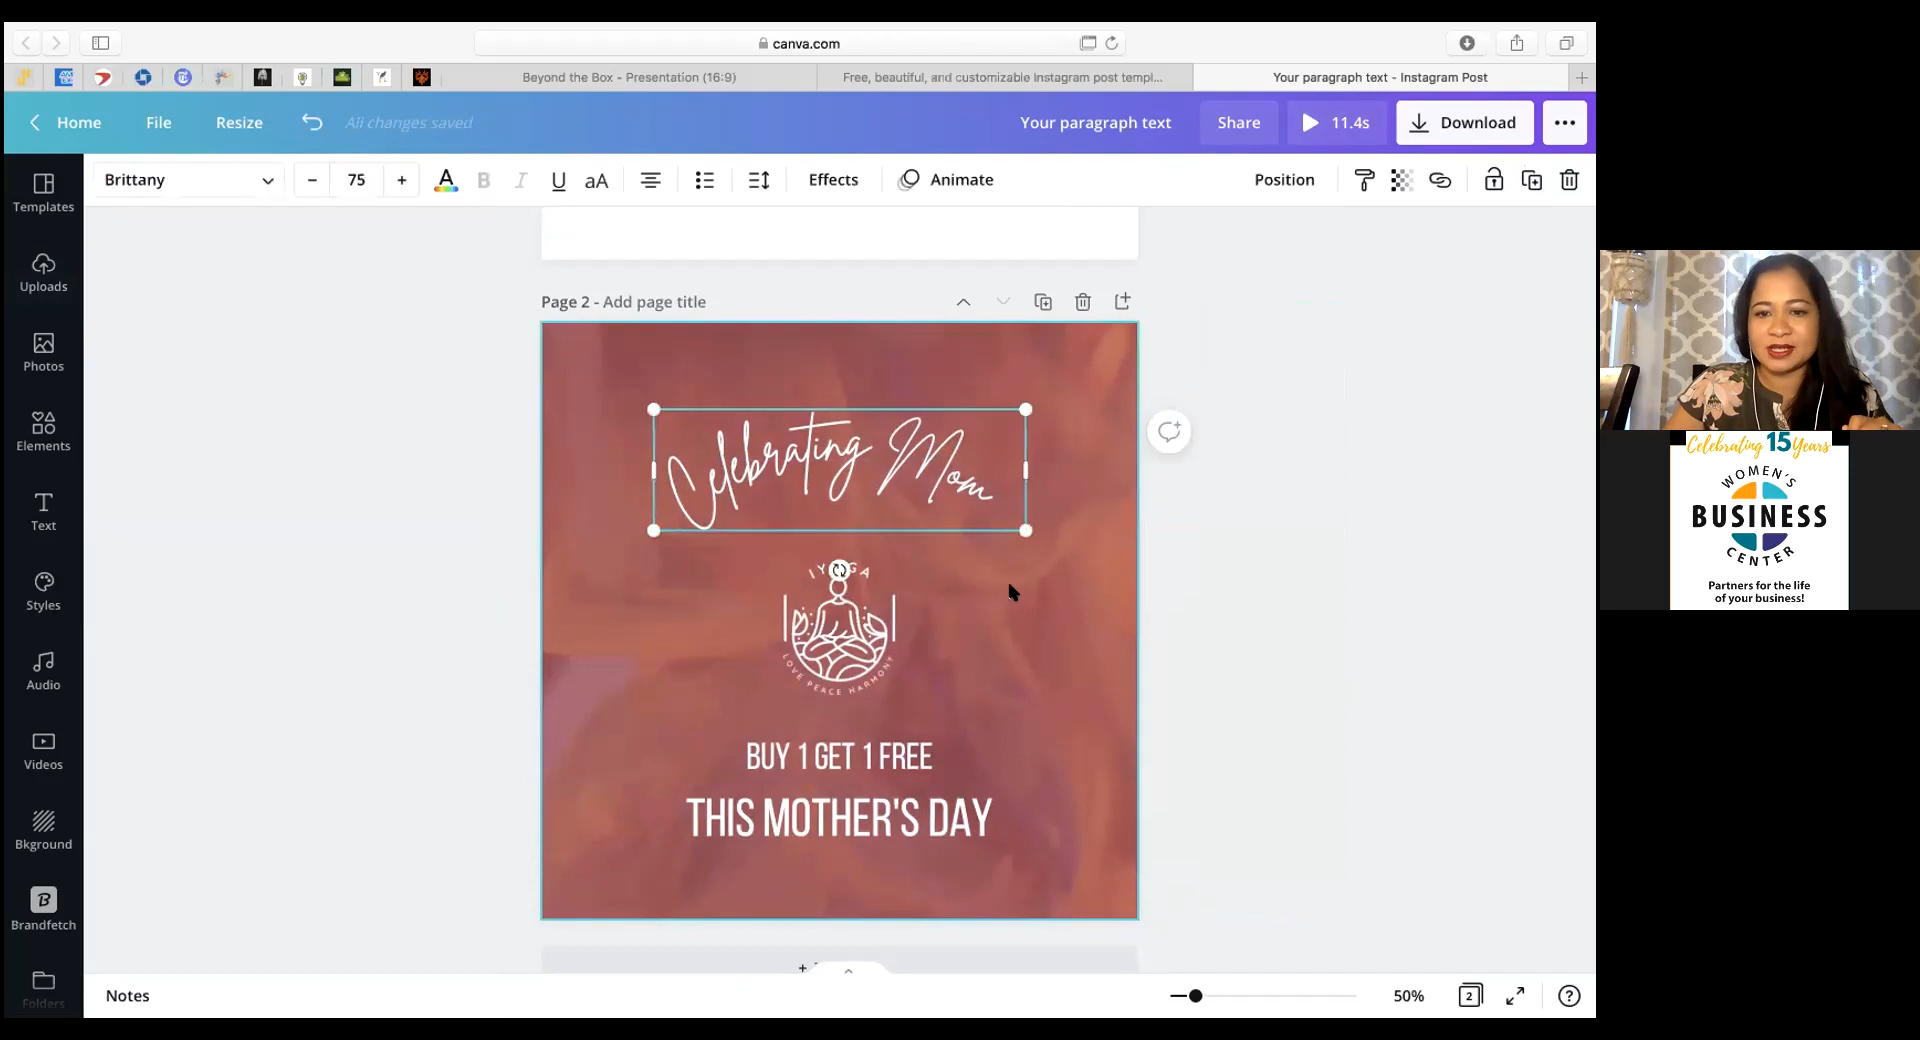 canva.com
Beyond the Box - Presentation (16:9)
Free, beautiful, and customizable Instagram post templ...
Your paragraph text - Instagram Post
Home
File
Resize
All changes saved
Your paragraph text
Share
11.4s
Download
Brittany
75
A
B
I
U
aA
Effects
Animate
Position
Templates
Uploads
Photos
Elements
Text
Styles
Audio
Videos
Bkground
Brandfetch
Folders
Page 2 - Add page title
Celebrating Mom
LOVE PEACE HARMONY
BUY 1 GET 1 FREE
THIS MOTHER'S DAY
Notes
50%
2
Celebrating 15 Years
WOMEN'S
BUSINESS
CENTER
Partners for the life
of your business!